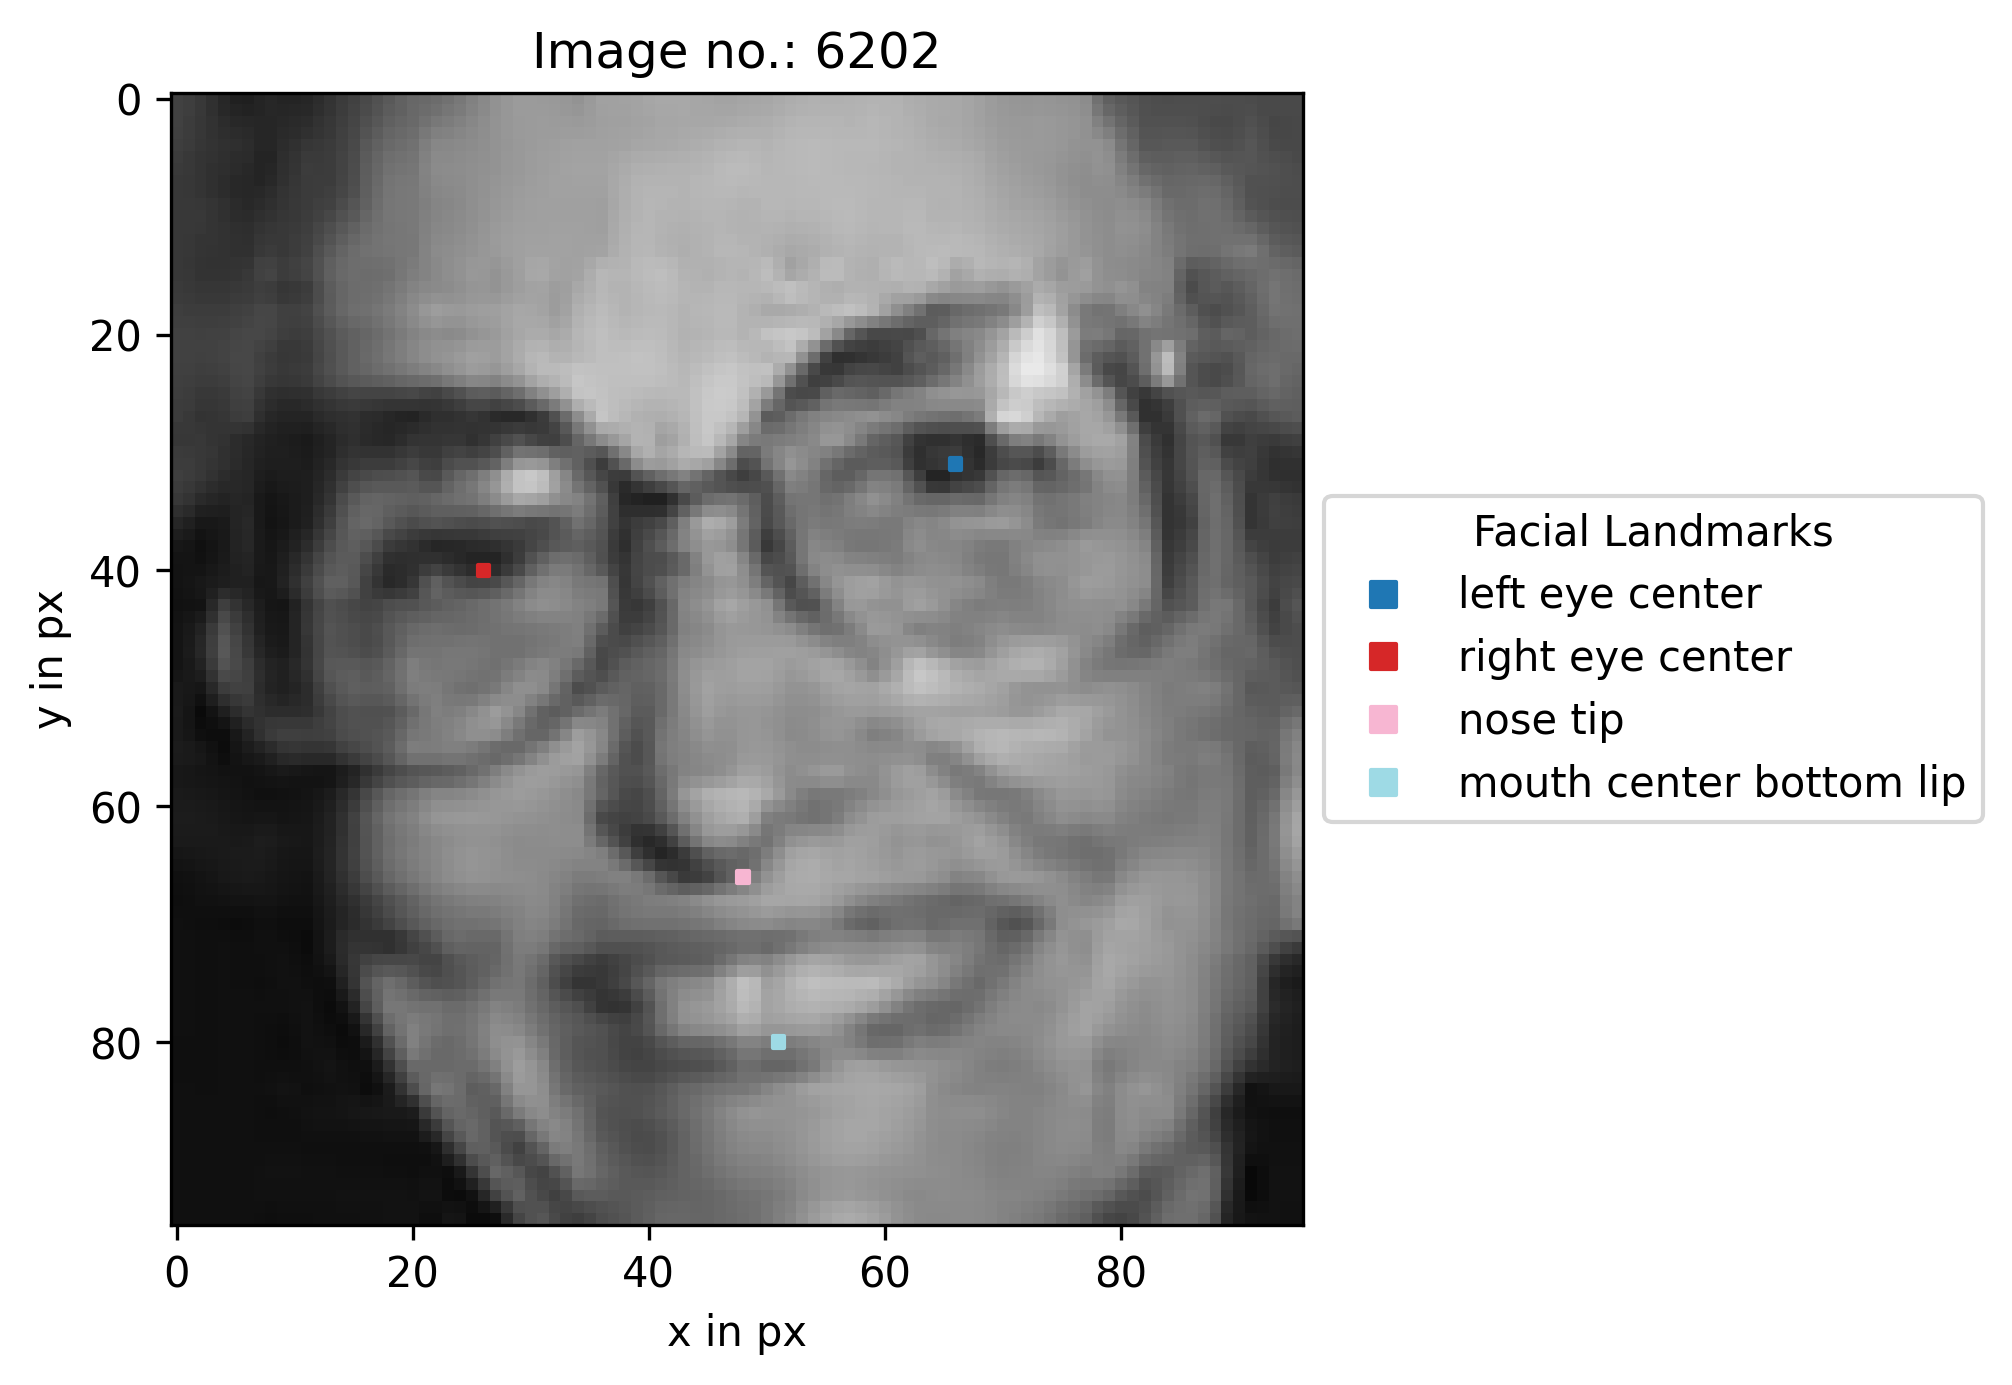 Image no.: 6202
0
20
40
60
80
y in px
0 20 40 60 80
x in px
Facial Landmarks
left eye center
right eye center
nose tip
mouth center bottom lip